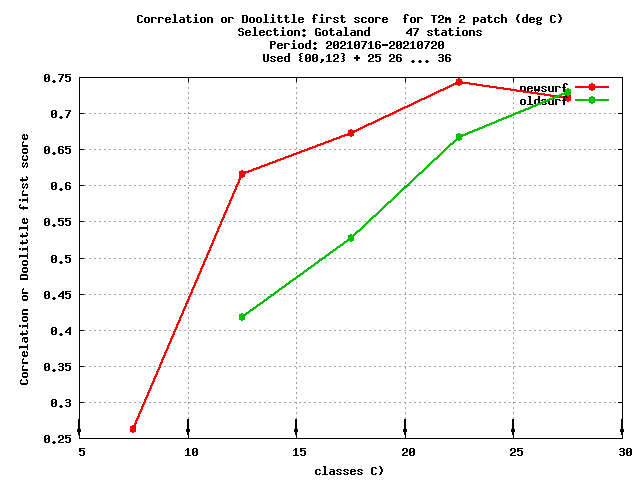 Correlation or Doolittle first score  for T2m 2 patch (deg C)
Selection: Gotaland     47 stations
Period: 20210716-20210720
Used {00,12} + 25 26 ... 36
newsurf
oldsurf
Correlation or Doolittle first score
0.75
0.7
0.65
0.6
0.55
0.5
0.45
0.4
0.35
0.3
0.25
5 10 15 20 25 30
classes C)